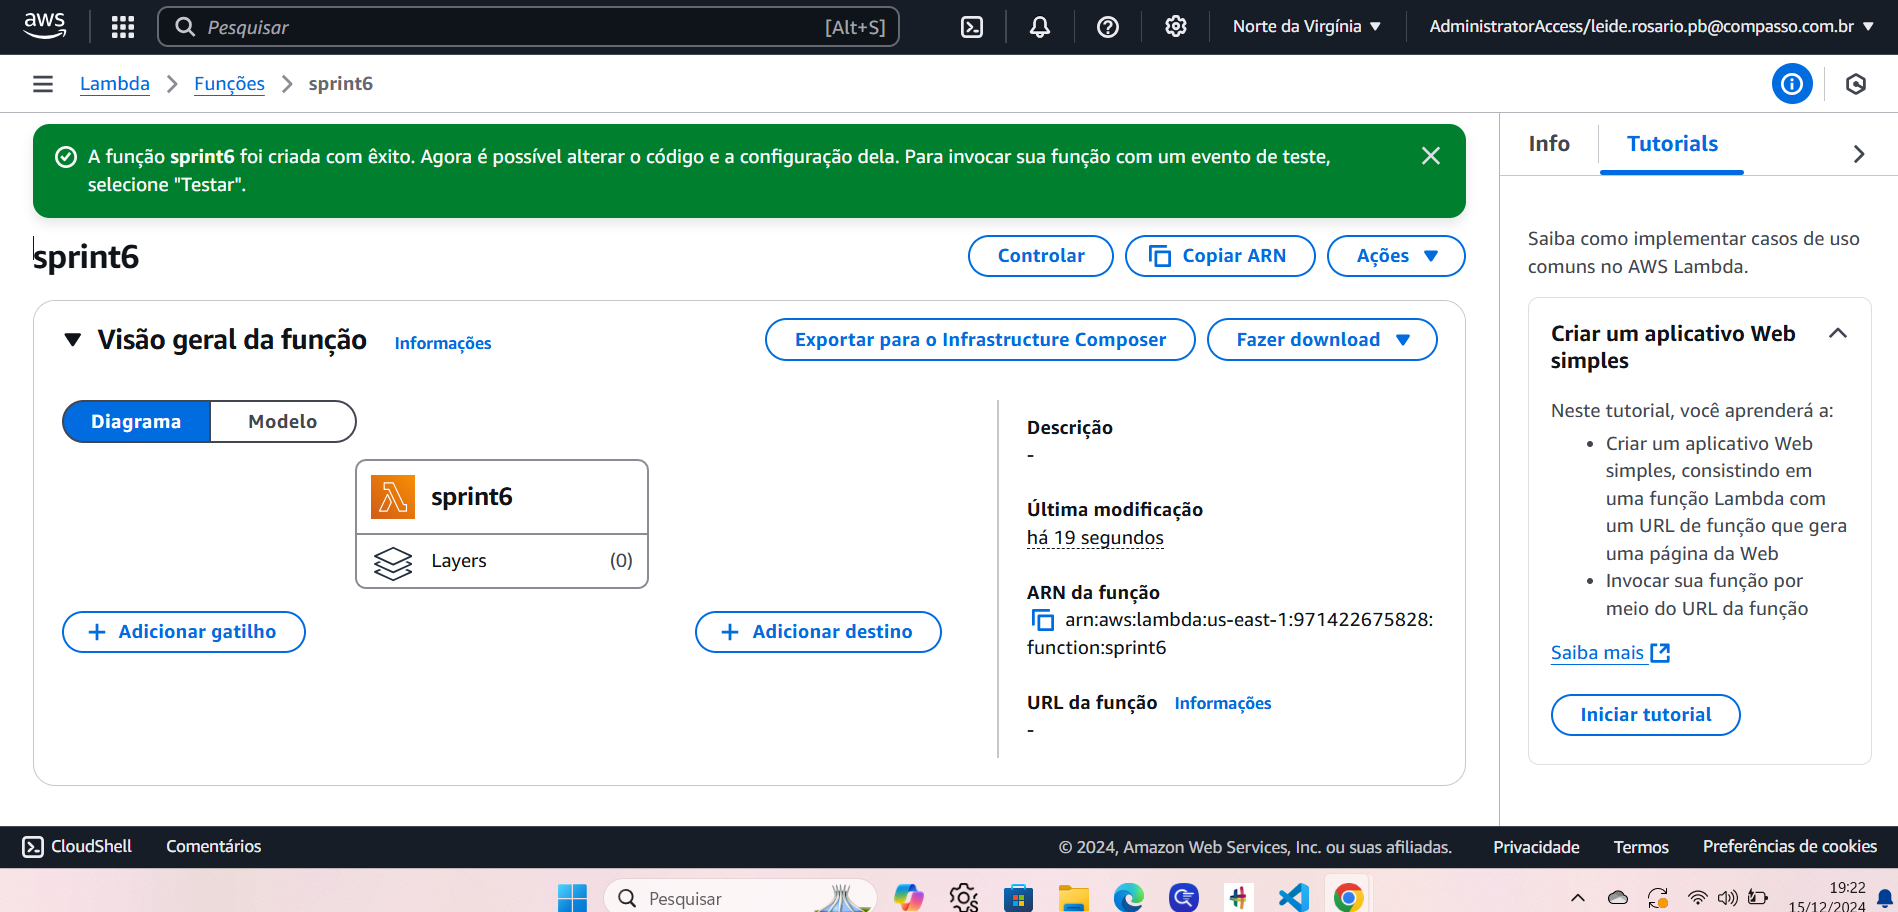 aws
Pesquisar [Alt+S]
Norte da Virgínia ▼
AdministratorAccess/leide.rosario.pb@compasso.com.br ▼
Lambda > Funções > sprint6
A função sprint6 foi criada com êxito. Agora é possível alterar o código e a configuração dela. Para invocar sua função com um evento de teste,
selecione "Testar".
sprint6
Controlar
Copiar ARN
Ações ▼
Visão geral da função
Informações
Exportar para o Infrastructure Composer
Fazer download ▼
Diagrama
Modelo
sprint6
Layers (0)
+ Adicionar gatilho
+ Adicionar destino
Descrição
-
Última modificação
há 19 segundos
ARN da função
arn:aws:lambda:us-east-1:971422675828:
function:sprint6
URL da função Informações
-
Info
Tutorials
Saiba como implementar casos de uso
comuns no AWS Lambda.
Criar um aplicativo Web
simples
Neste tutorial, você aprenderá a:
• Criar um aplicativo Web
simples, consistindo em
uma função Lambda com
um URL de função que gera
uma página da Web
• Invocar sua função por
meio do URL da função
Saiba mais
Iniciar tutorial
CloudShell
Comentários
© 2024, Amazon Web Services, Inc. ou suas afiliadas.
Privacidade
Termos
Preferências de cookies
Pesquisar
19:22
15/12/2024